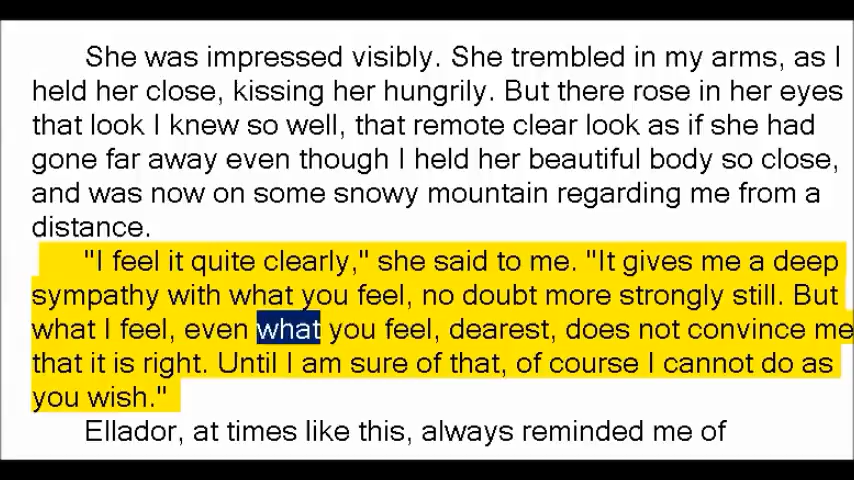 She was impressed visibly. She trembled in my arms, as I
held her close, kissing her hungrily. But there rose in her eyes
that look I knew so well, that remote clear look as if she had
gone far away even though I held her beautiful body so close,
and was now on some snowy mountain regarding me from a
distance.
"I feel it quite clearly," she said to me. "It gives me a deep
sympathy with what you feel, no doubt more strongly still. But
what I feel, even what you feel, dearest, does not convince me
that it is right. Until I am sure of that, of course I cannot do as
you wish."
Ellador, at times like this, always reminded me of